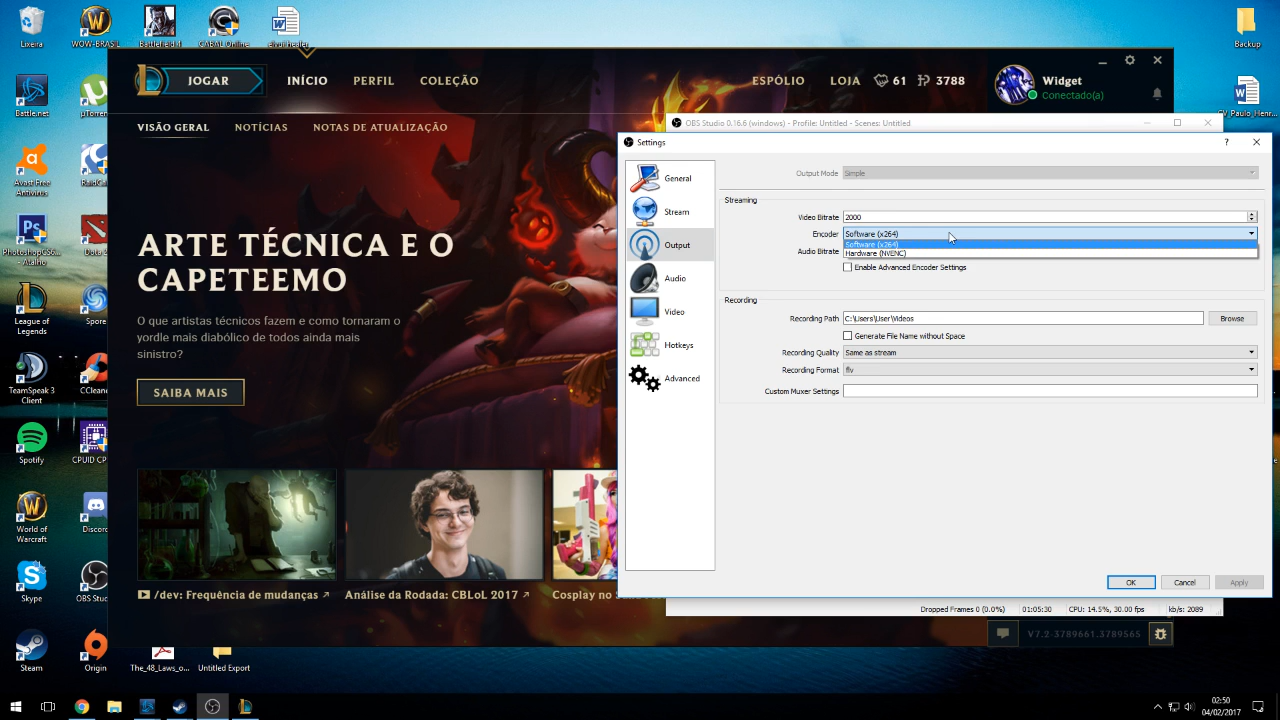 Lixeira
WOW-BRASIL
Battlefield 4
CABAL Online
Backup
Battle.net
µTorrent
Avast Free
Antivirus
RaidCall
PhotoshopCS6...
- Atalho
League of
Legends
Spore
TeamSpeak 3
Client
CCleaner
Spotify
CPUID CP
World of
Warcraft
Discord
Skype
OBS Stu
Steam
Origin
The_48_Laws_o...
Untitled Export
CV_Paulo_Henr...
JOGAR
INÍCIO
PERFIL
COLEÇÃO
ESPÓLIO
LOJA
61
3788
Widget
Conectado(a)
VISÃO GERAL
NOTÍCIAS
NOTAS DE ATUALIZAÇÃO
ARTE TÉCNICA E O
CAPETEEMO
O que artistas técnicos fazem e como tornaram o
yordle mais diabólico de todos ainda mais
sinistro?
SAIBA MAIS
/dev: Frequência de mudanças
Análise da Rodada: CBLoL 2017
Cosplay no
V7.2-3789661.3789565
OBS Studio 0.16.6 (windows) - Profile: Untitled - Scenes: Untitled
Settings
?
General
Stream
Output
Audio
Video
Hotkeys
Advanced
Output Mode Simple
Streaming
Video Bitrate 2000
Encoder Software (x264)
Software (x264)
Hardware (NVENC)
Audio Bitrate
Enable Advanced Encoder Settings
Recording
Recording Path C:\Users\User\Videos
Browse
Generate File Name without Space
Recording Quality Same as stream
Recording Format flv
Custom Muxer Settings
OK
Cancel
Apply
Dropped Frames 0 (0.0%)
01:05:30
CPU: 14.5%, 30.00 fps
kb/s: 2089
02:50
04/02/2017